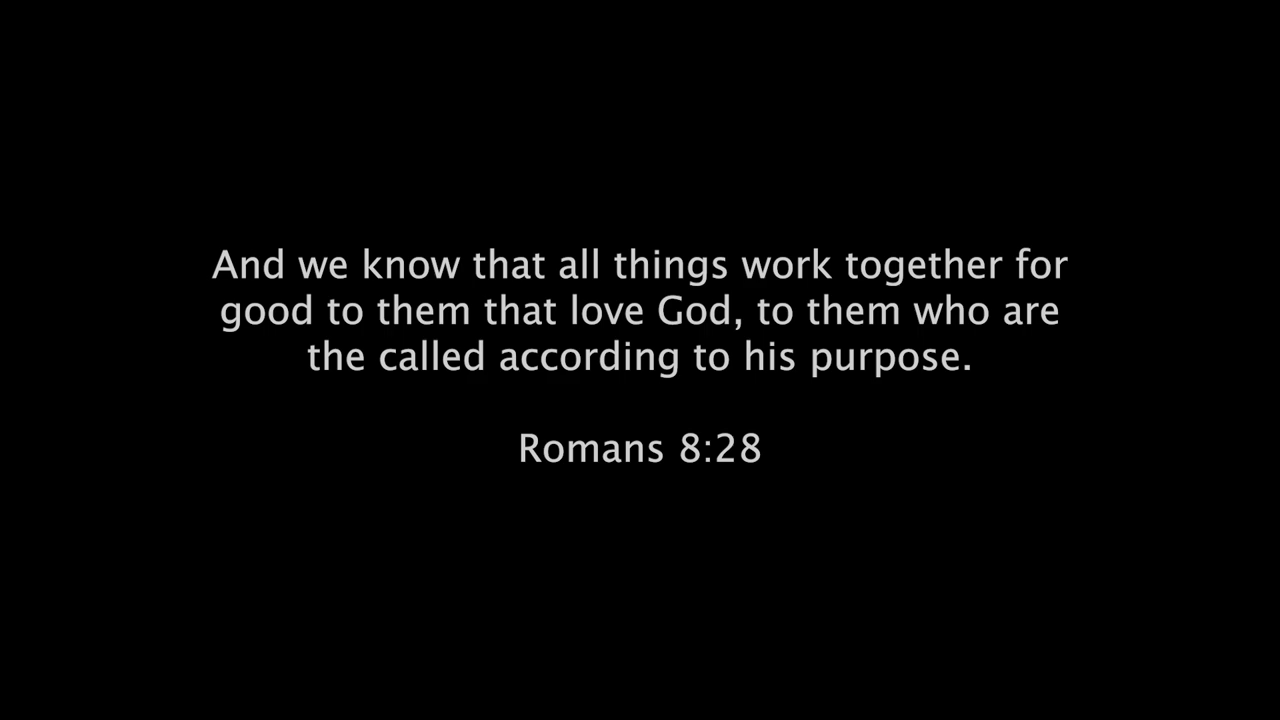 And we know that all things work together for
good to them that love God, to them who are
the called according to his purpose.
Romans 8:28